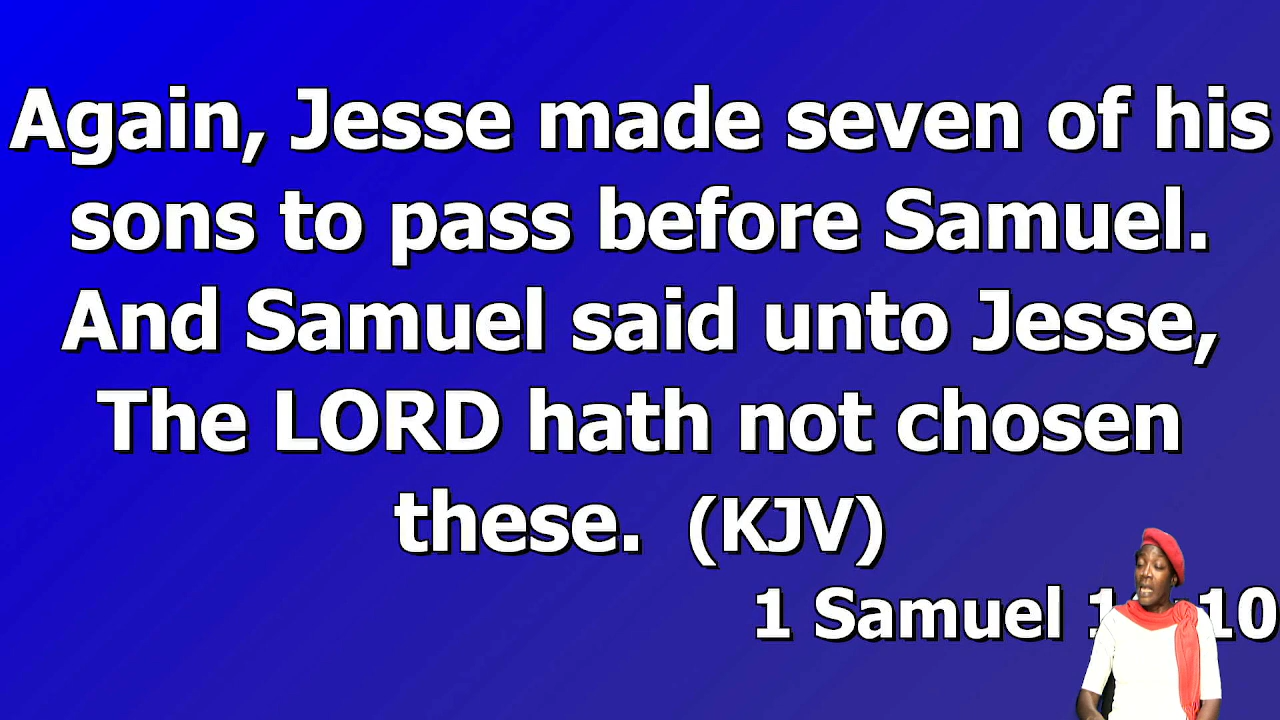 Again, Jesse made seven of his
sons to pass before Samuel.
And Samuel said unto Jesse,
The LORD hath not chosen
these. (KJV)
1 Samuel 10